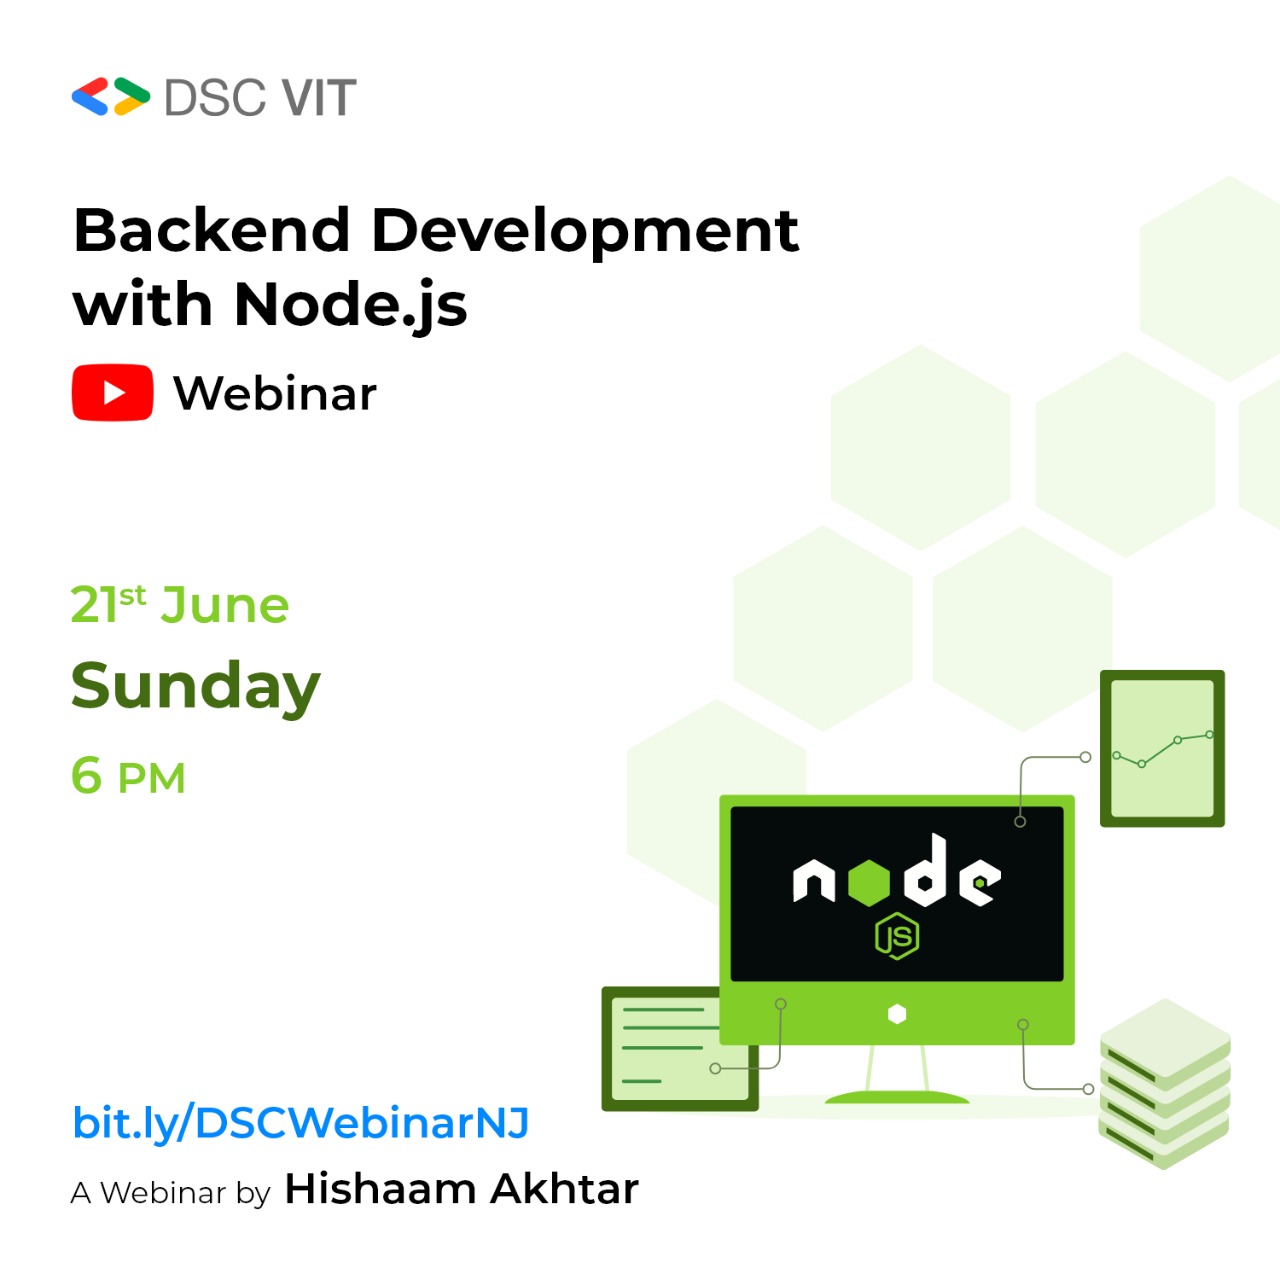 DSC VIT
Backend Development
with Node.js
Webinar
21st June
Sunday
6 PM
node
JS
bit.ly/DSCWebinarNJ
A Webinar by Hishaam Akhtar